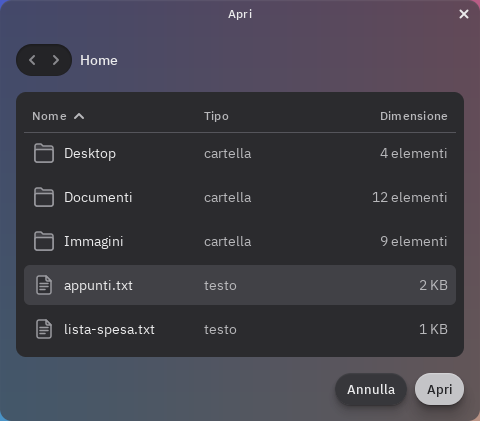 Apri
Home
Nome Tipo Dimensione
Desktop cartella 4 elementi
Documenti cartella 12 elementi
Immagini cartella 9 elementi
appunti.txt testo 2 KB
lista-spesa.txt testo 1 KB
Annulla Apri